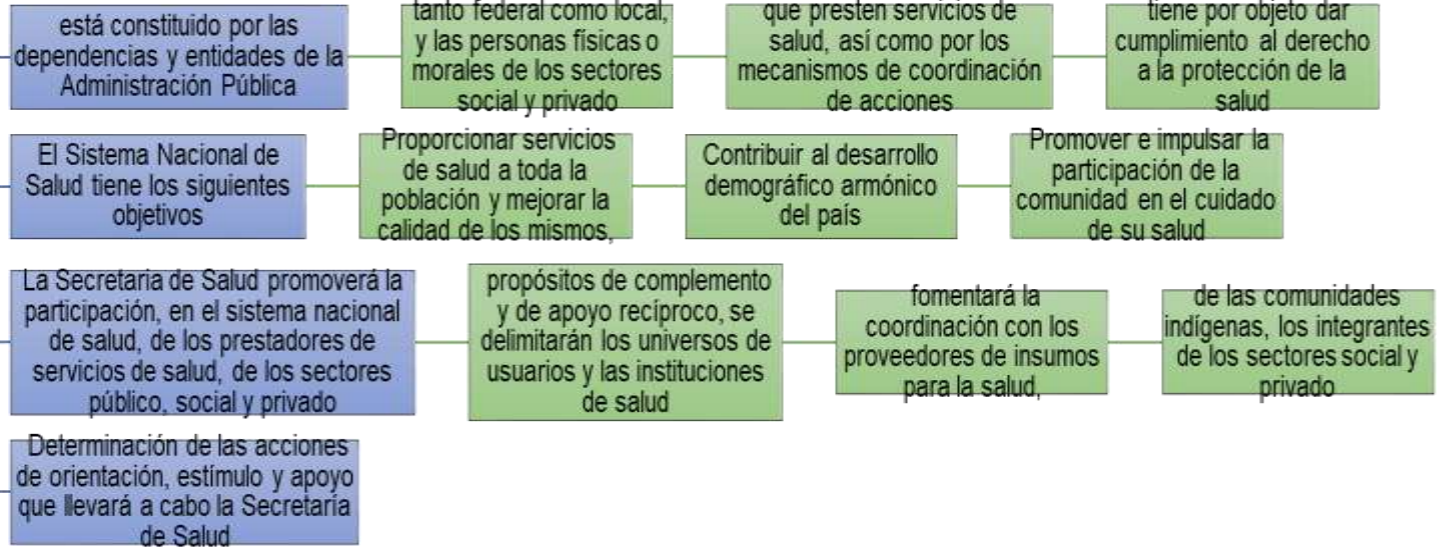 está constituido por las
dependencias y entidades de la
Administración Pública
tanto federal como local,
y las personas físicas o
morales de los sectores
social y privado
que presten servicios de
salud, así como por los
mecanismos de coordinación
de acciones
tiene por objeto dar
cumplimiento al derecho
a la protección de la
salud
El Sistema Nacional de
Salud tiene los siguientes
objetivos
Proporcionar servicios
de salud a toda la
población y mejorar la
calidad de los mismos,
Contribuir al desarrollo
demográfico armónico
del país
Promover e impulsar la
participación de la
comunidad en el cuidado
de su salud
La Secretaria de Salud promoverá la
participación, en el sistema nacional
de salud, de los prestadores de
servicios de salud, de los sectores
público, social y privado
propósitos de complemento
y de apoyo recíproco, se
delimitarán los universos de
usuarios y las instituciones
de salud
fomentará la
coordinación con los
proveedores de insumos
para la salud,
de las comunidades
indígenas, los integrantes
de los sectores social y
privado
Determinación de las acciones
de orientación, estímulo y apoyo
que llevará a cabo la Secretaría
de Salud